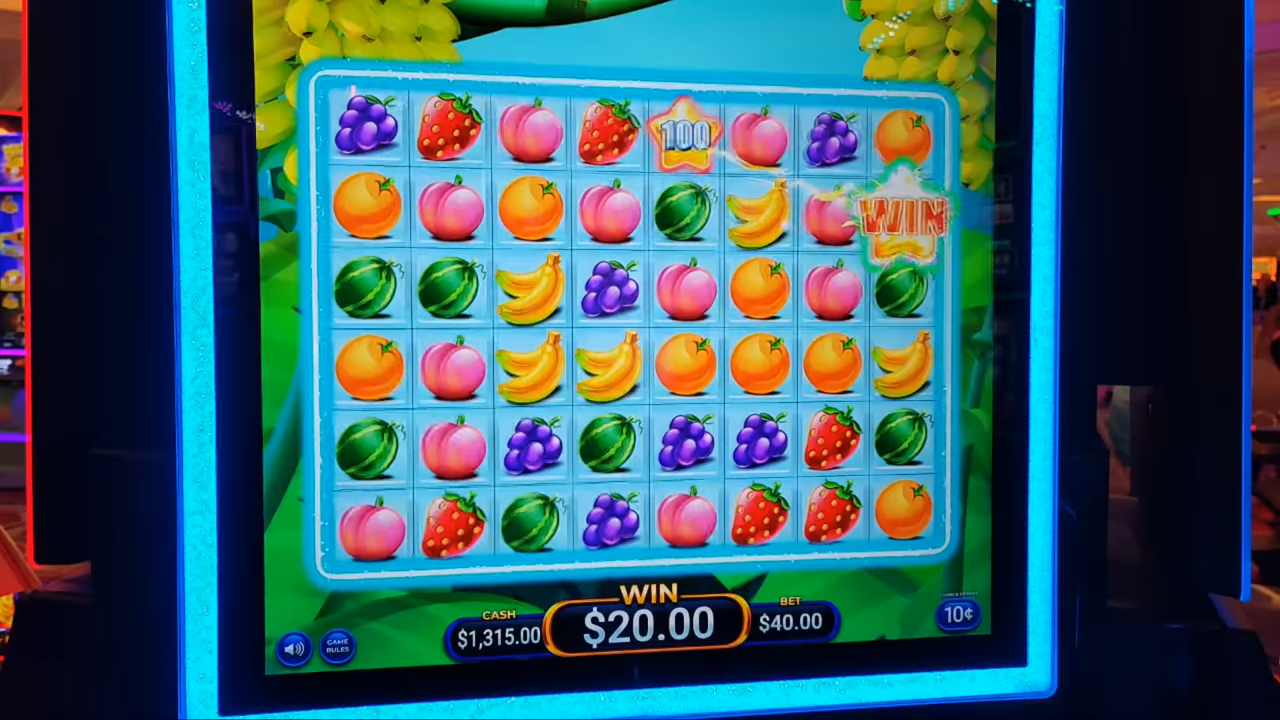 100
WIN
WIN
CASH
BET
$1,315.00
$20.00
$40.00
10¢
GAME
RULES